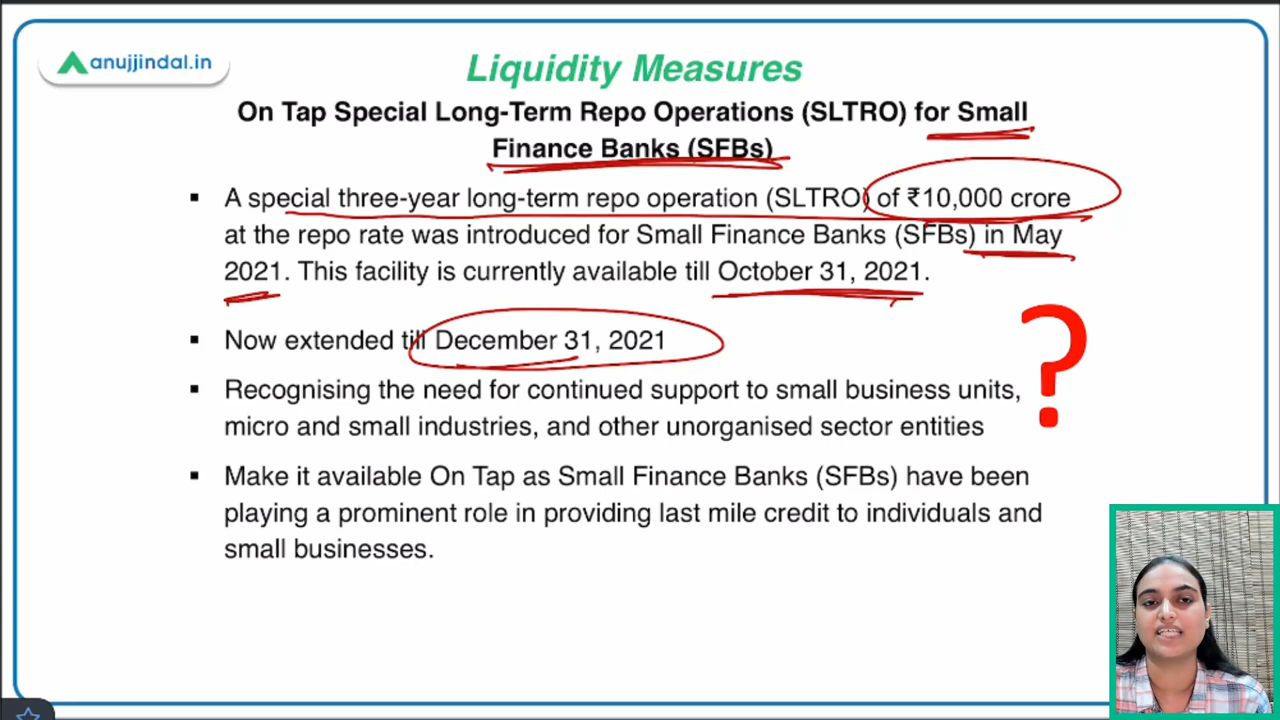 anujjindal.in
Liquidity Measures
On Tap Special Long-Term Repo Operations (SLTRO) for Small
Finance Banks (SFBs)
▪ A special three-year long-term repo operation (SLTRO) of ₹10,000 crore
at the repo rate was introduced for Small Finance Banks (SFBs) in May
2021. This facility is currently available till October 31, 2021.
▪ Now extended till December 31, 2021
▪ Recognising the need for continued support to small business units,
micro and small industries, and other unorganised sector entities
▪ Make it available On Tap as Small Finance Banks (SFBs) have been
playing a prominent role in providing last mile credit to individuals and
small businesses.
?